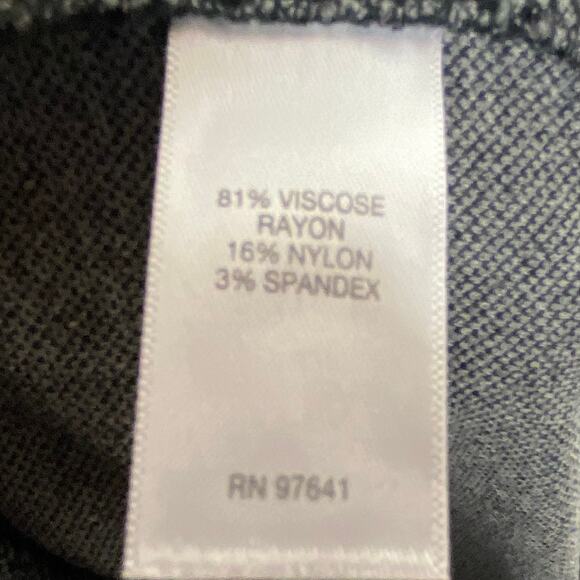 81% VISCOSE
RAYON
16% NYLON
3% SPANDEX
RN 97641